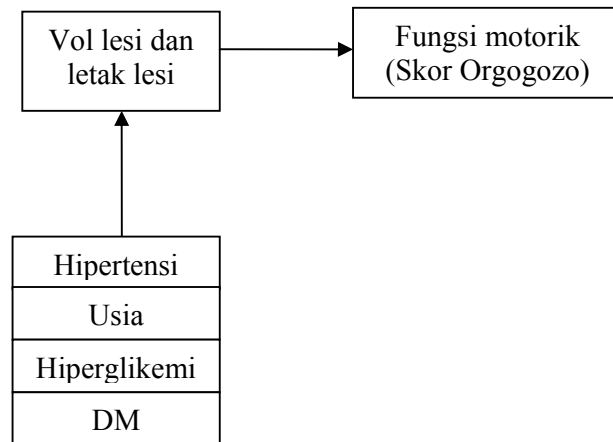 Vol lesi dan
letak lesi
Fungsi motorik
(Skor Orgogozo)
Hipertensi
Usia
Hiperglikemi
DM